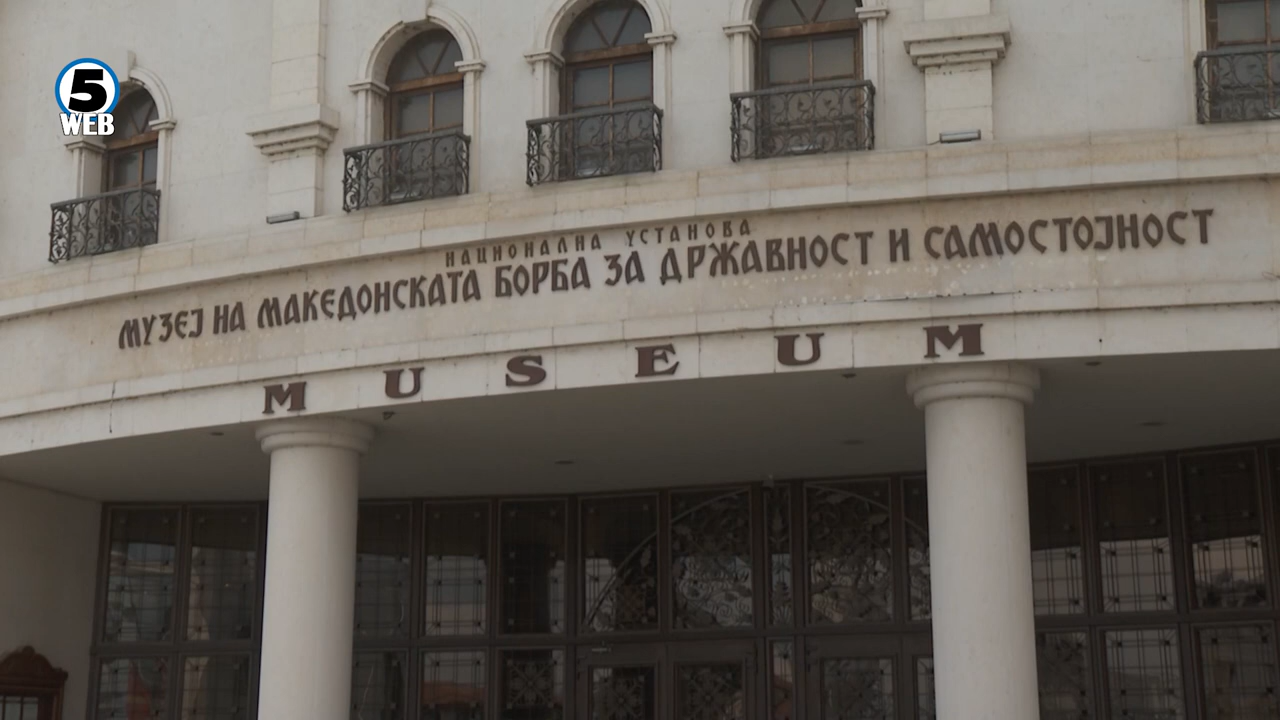 5
WEB
НАЦИОНАЛНА УСТАНОВА
МУЗЕЈ НА МАКЕДОНСКАТА БОРБА ЗА ДРЖАВНОСТ И САМОСТОЈНОСТ
MUSEUM